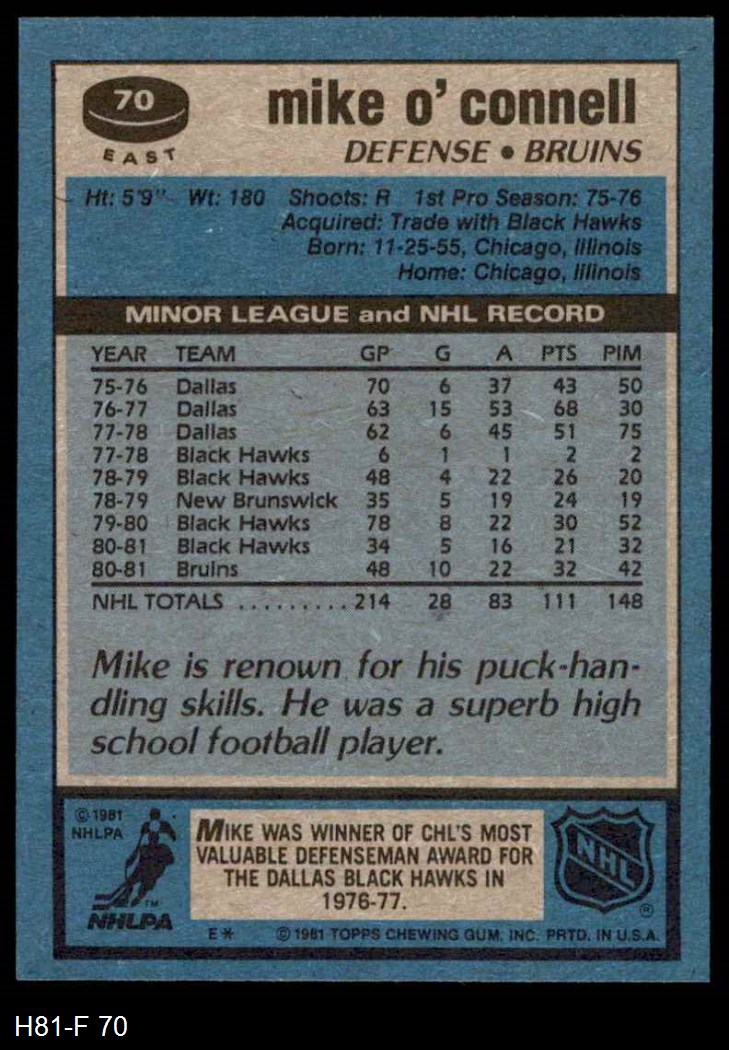 70
EAST
mike o' connell
DEFENSE • BRUINS
Ht: 5'9" Wt: 180 Shoots: R 1st Pro Season: 75-76
Acquired: Trade with Black Hawks
Born: 11-25-55, Chicago, Illinois
Home: Chicago, Illinois
MINOR LEAGUE and NHL RECORD
YEAR TEAM GP G A PTS PIM
75-76 Dallas 70 6 37 43 50
76-77 Dallas 63 15 53 68 30
77-78 Dallas 62 6 45 51 75
77-78 Black Hawks 6 1 1 2 2
78-79 Black Hawks 48 4 22 26 20
78-79 New Brunswick 35 5 19 24 19
79-80 Black Hawks 78 8 22 30 52
80-81 Black Hawks 34 5 16 21 32
80-81 Bruins 48 10 22 32 42
NHL TOTALS ......... 214 28 83 111 148
Mike is renown for his puck-han-
dling skills. He was a superb high
school football player.
© 1981
NHLPA
TM
NHLPA
MIKE WAS WINNER OF CHL'S MOST
VALUABLE DEFENSEMAN AWARD FOR
THE DALLAS BLACK HAWKS IN
1976-77.
NHL
®
E* © 1981 TOPPS CHEWING GUM, INC. PRTD. IN U.S.A.
H81-F 70